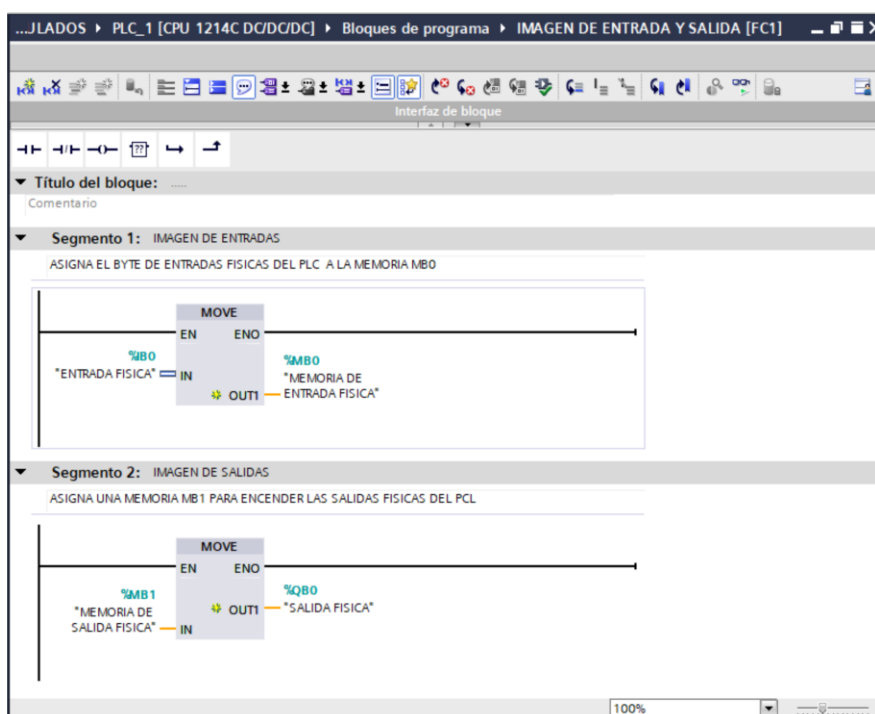 ...JLADOS ▸ PLC_1 [CPU 1214C DC/DC/DC] ▸ Bloques de programa ▸ IMAGEN DE ENTRADA Y SALIDA [FC1]
Interfaz de bloque
??
Título del bloque: .....
Comentario
Segmento 1: IMAGEN DE ENTRADAS
ASIGNA EL BYTE DE ENTRADAS FISICAS DEL PLC A LA MEMORIA MB0
MOVE
EN ENO
%IB0
"ENTRADA FISICA" IN
%MB0
"MEMORIA DE
OUT1 ENTRADA FISICA"
Segmento 2: IMAGEN DE SALIDAS
ASIGNA UNA MEMORIA MB1 PARA ENCENDER LAS SALIDAS FISICAS DEL PCL
MOVE
EN ENO
%MB1
"MEMORIA DE
SALIDA FISICA" IN
%QB0
OUT1 "SALIDA FISICA"
100%